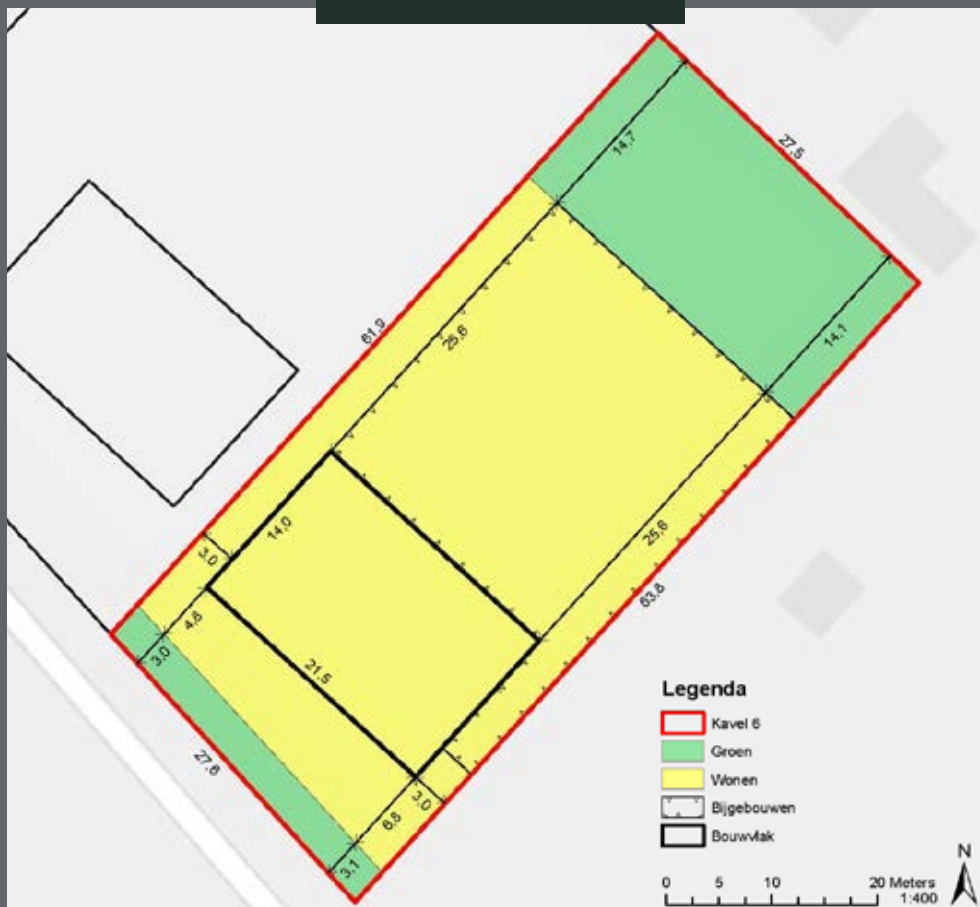 27,5
14,7
61,9
25,6
14,1
14,0
3,0
25,6
63,8
4,8
3,0
21,5
27,6
3,0
6,8
3,1
Legenda
Kavel 6
Groen
Wonen
Bijgebouwen
Bouwvlak
N
0 5 10 20 Meters
1:400